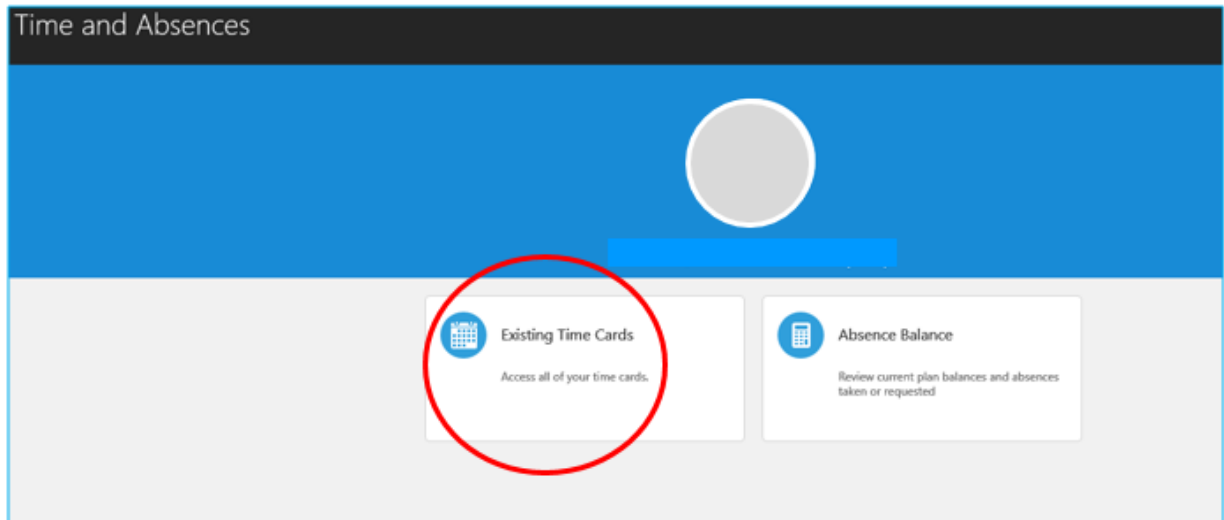 Time and Absences
Existing Time Cards
Access all of your time cards.
Absence Balance
Review current plan balances and absences
taken or requested